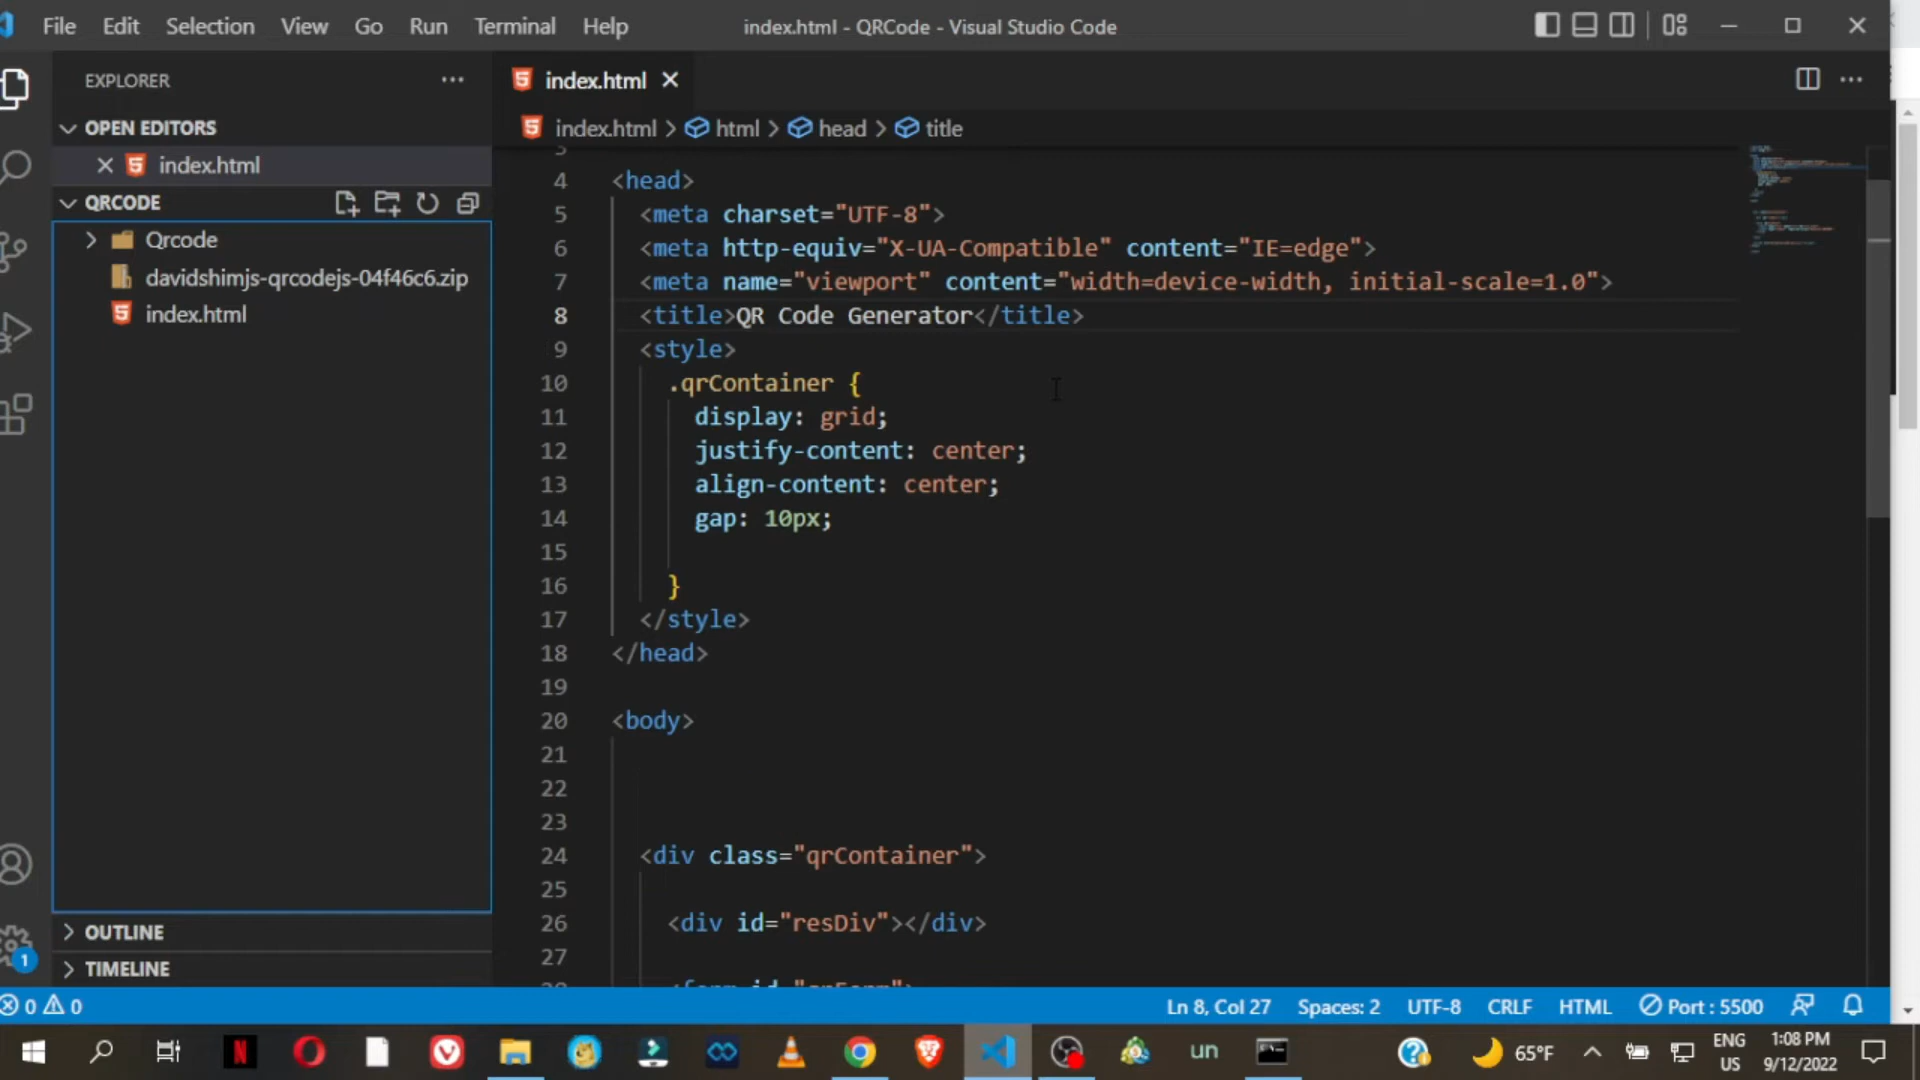 File Edit Selection View Go Run Terminal Help
index.html - QRCode - Visual Studio Code
EXPLORER
OPEN EDITORS
index.html
QRCODE
Qrcode
davidshimjs-qrcodejs-04f46c6.zip
index.html
OUTLINE
TIMELINE
index.html
index.html > html > head > title
3
4 <head>
5 <meta charset="UTF-8">
6 <meta http-equiv="X-UA-Compatible" content="IE=edge">
7 <meta name="viewport" content="width=device-width, initial-scale=1.0">
8 <title>QR Code Generator</title>
9 <style>
10 .qrContainer {
11 display: grid;
12 justify-content: center;
13 align-content: center;
14 gap: 10px;
15
16 }
17 </style>
18 </head>
19
20 <body>
21
22
23
24 <div class="qrContainer">
25
26 <div id="resDiv"></div>
27
1
0 0
Ln 8, Col 27 Spaces: 2 UTF-8 CRLF HTML Port : 5500
un
65°F
ENG
US
1:08 PM
9/12/2022